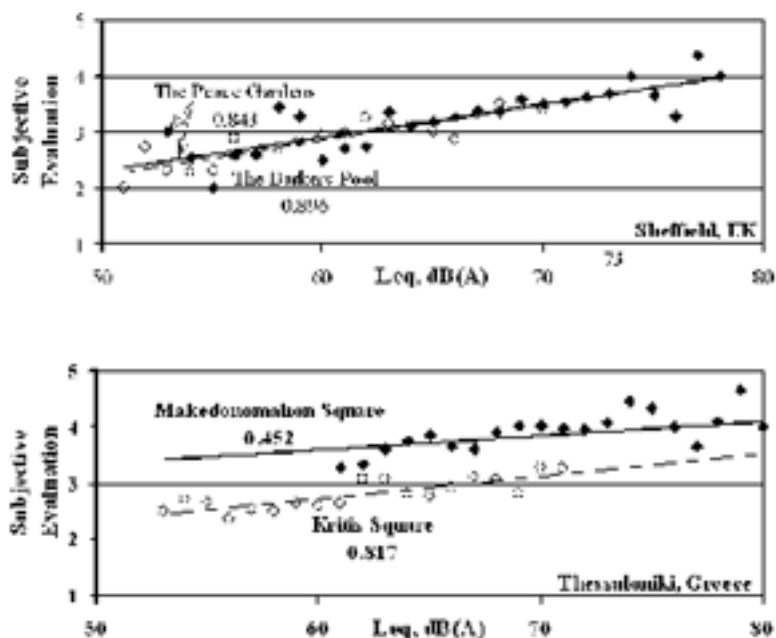 5
4
3
2
1
Subjective
Evaluation
The Peace Gardens
0.843
The Barkers Pool
0.896
Sheffield, UK
50
60
Leq, dB(A)
70
75
80
5
4
3
2
1
Subjective
Evaluation
Makedonomahon Square
0.452
Kritis Square
0.817
Thessaloniki, Greece
50
60
Leq, dB(A)
70
80